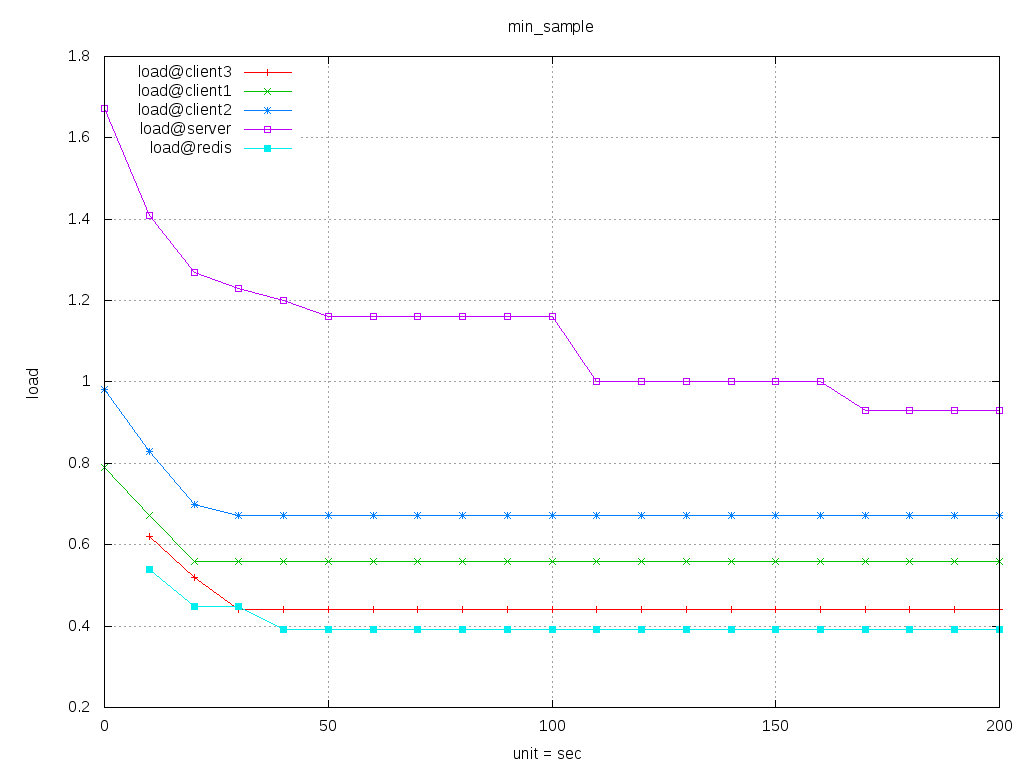 min_sample
1.8
1.6
1.4
1.2
1
0.8
0.6
0.4
0.2
load
load@client3
load@client1
load@client2
load@server
load@redis
0 50 100 150 200
unit = sec